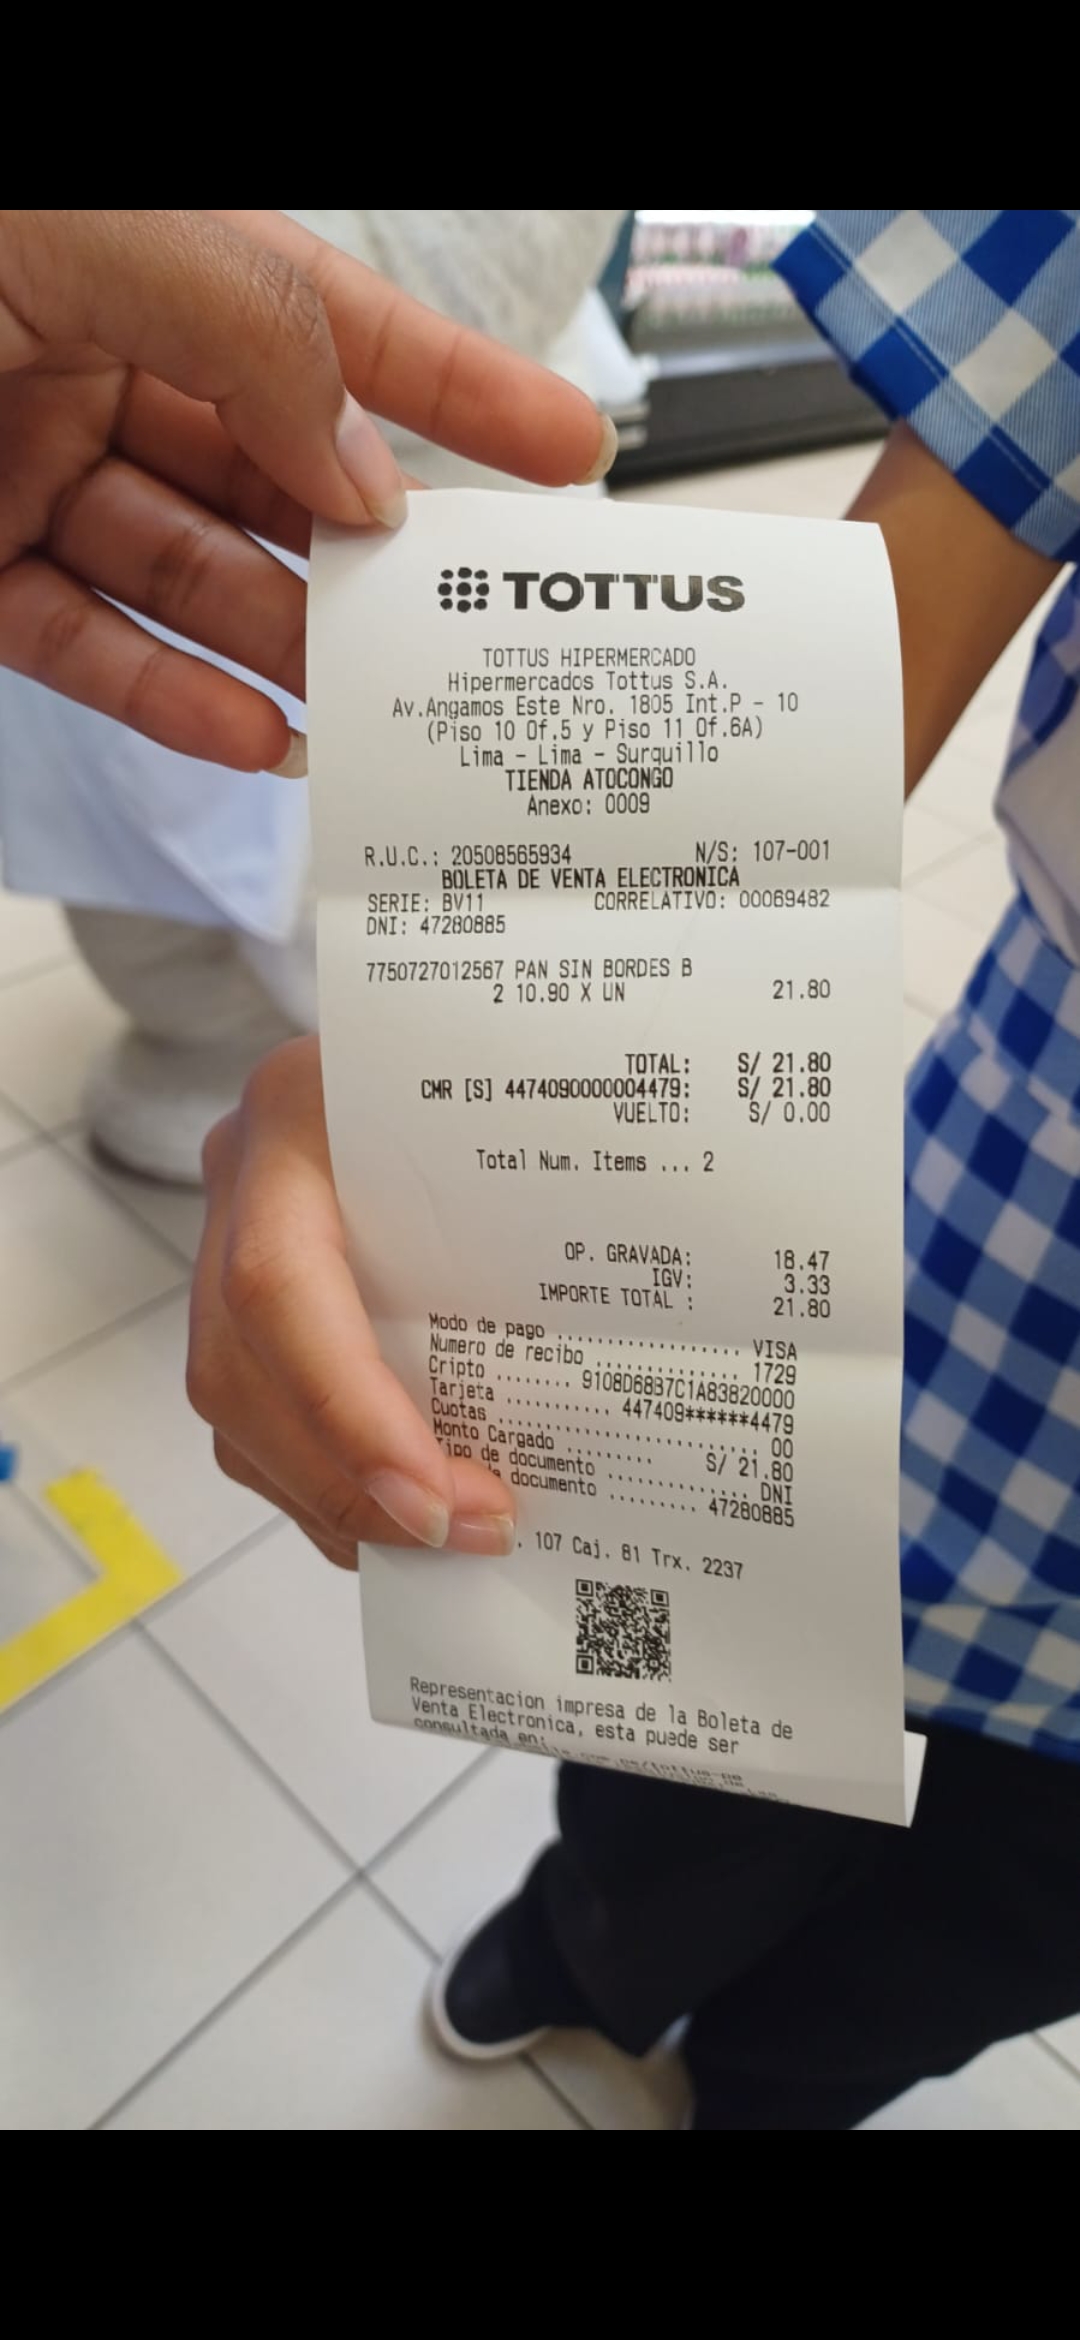 TOTTUS
TOTTUS HIPERMERCADO
Hipermercados Tottus S.A.
Av.Angamos Este Nro. 1805 Int.P - 10
(Piso 10 Of.5 y Piso 11 Of.6A)
Lima - Lima - Surquillo
TIENDA ATOCONGO
Anexo: 0009
R.U.C.: 20508565934 N/S: 107-001
BOLETA DE VENTA ELECTRONICA
SERIE: BV11 CORRELATIVO: 00069482
DNI: 47280885
7750727012567 PAN SIN BORDES B
2 10.90 X UN 21.80
TOTAL: S/ 21.80
CMR [S] 4474090000004479: S/ 21.80
VUELTO: S/ 0.00
Total Num. Items ... 2
OP. GRAVADA: 18.47
IGV: 3.33
IMPORTE TOTAL : 21.80
Modo de pago ................. VISA
Numero de recibo ............. 1729
Cripto ........ 9108D68B7C1A83820000
Tarjeta ........... 447409******4479
Cuotas ......................... 00
Monto Cargado ......... S/ 21.80
Tipo de documento ............. DNI
documento ......... 47280885
. 107 Caj. 81 Trx. 2237
Representacion impresa de la Boleta de
Venta Electronica, esta puede ser
consultada en: